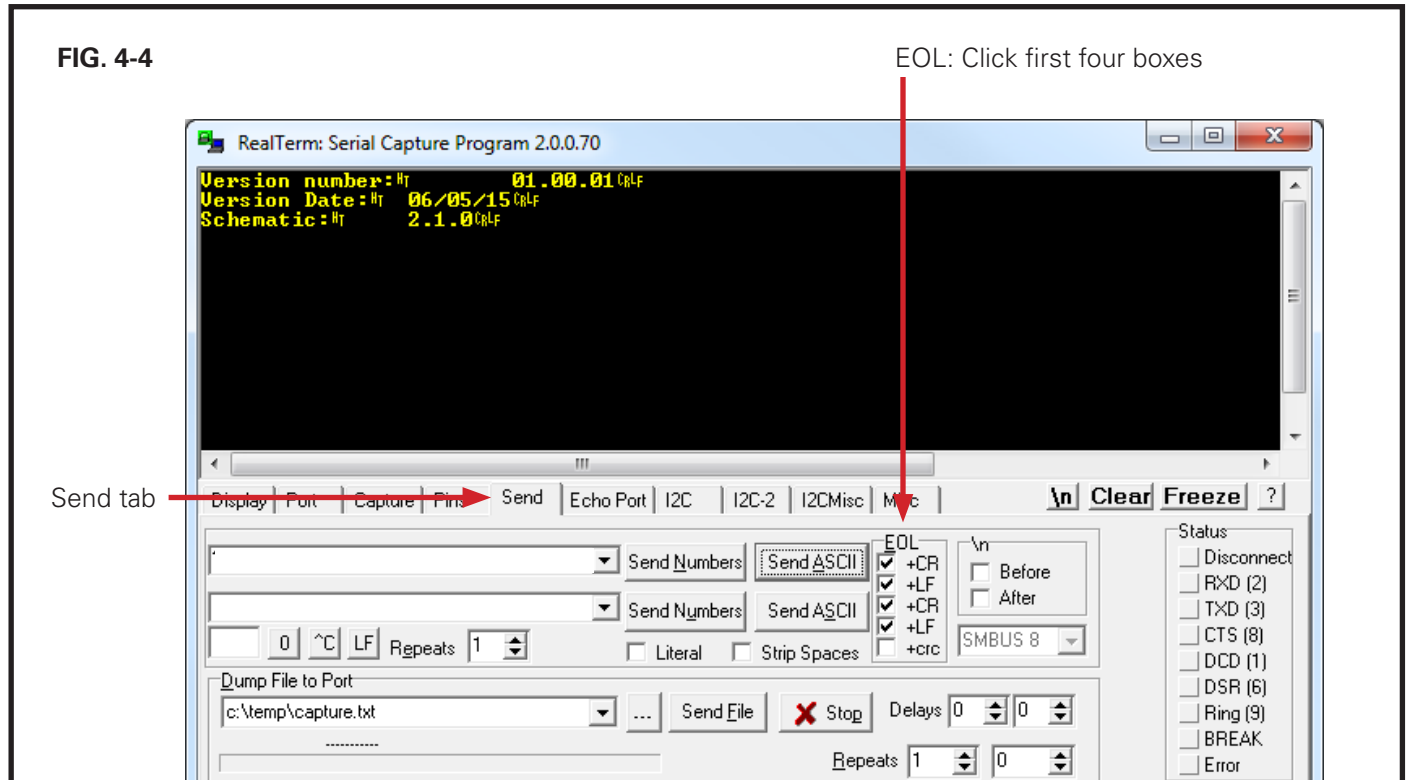 FIG. 4-4
EOL: Click first four boxes
RealTerm: Serial Capture Program 2.0.0.70
Version number:HT 01.00.01CRLF
Version Date:HT 06/05/15CRLF
Schematic:HT 2.1.0CRLF
Send tab
Display Port Capture Pins Send Echo Port I2C I2C-2 I2CMisc Misc \n Clear Freeze ?
EOL \n Status
Send Numbers Send ASCII +CR Before Disconnect
+LF RXD (2)
Send Numbers Send ASCII +CR After TXD (3)
+LF CTS (8)
0 ^C LF Repeats 1 Literal Strip Spaces +crc SMBUS 8 DCD (1)
Dump File to Port DSR (6)
c:\temp\capture.txt ... Send File Stop Delays 0 0 Ring (9)
----------- BREAK
Repeats 1 0 Error